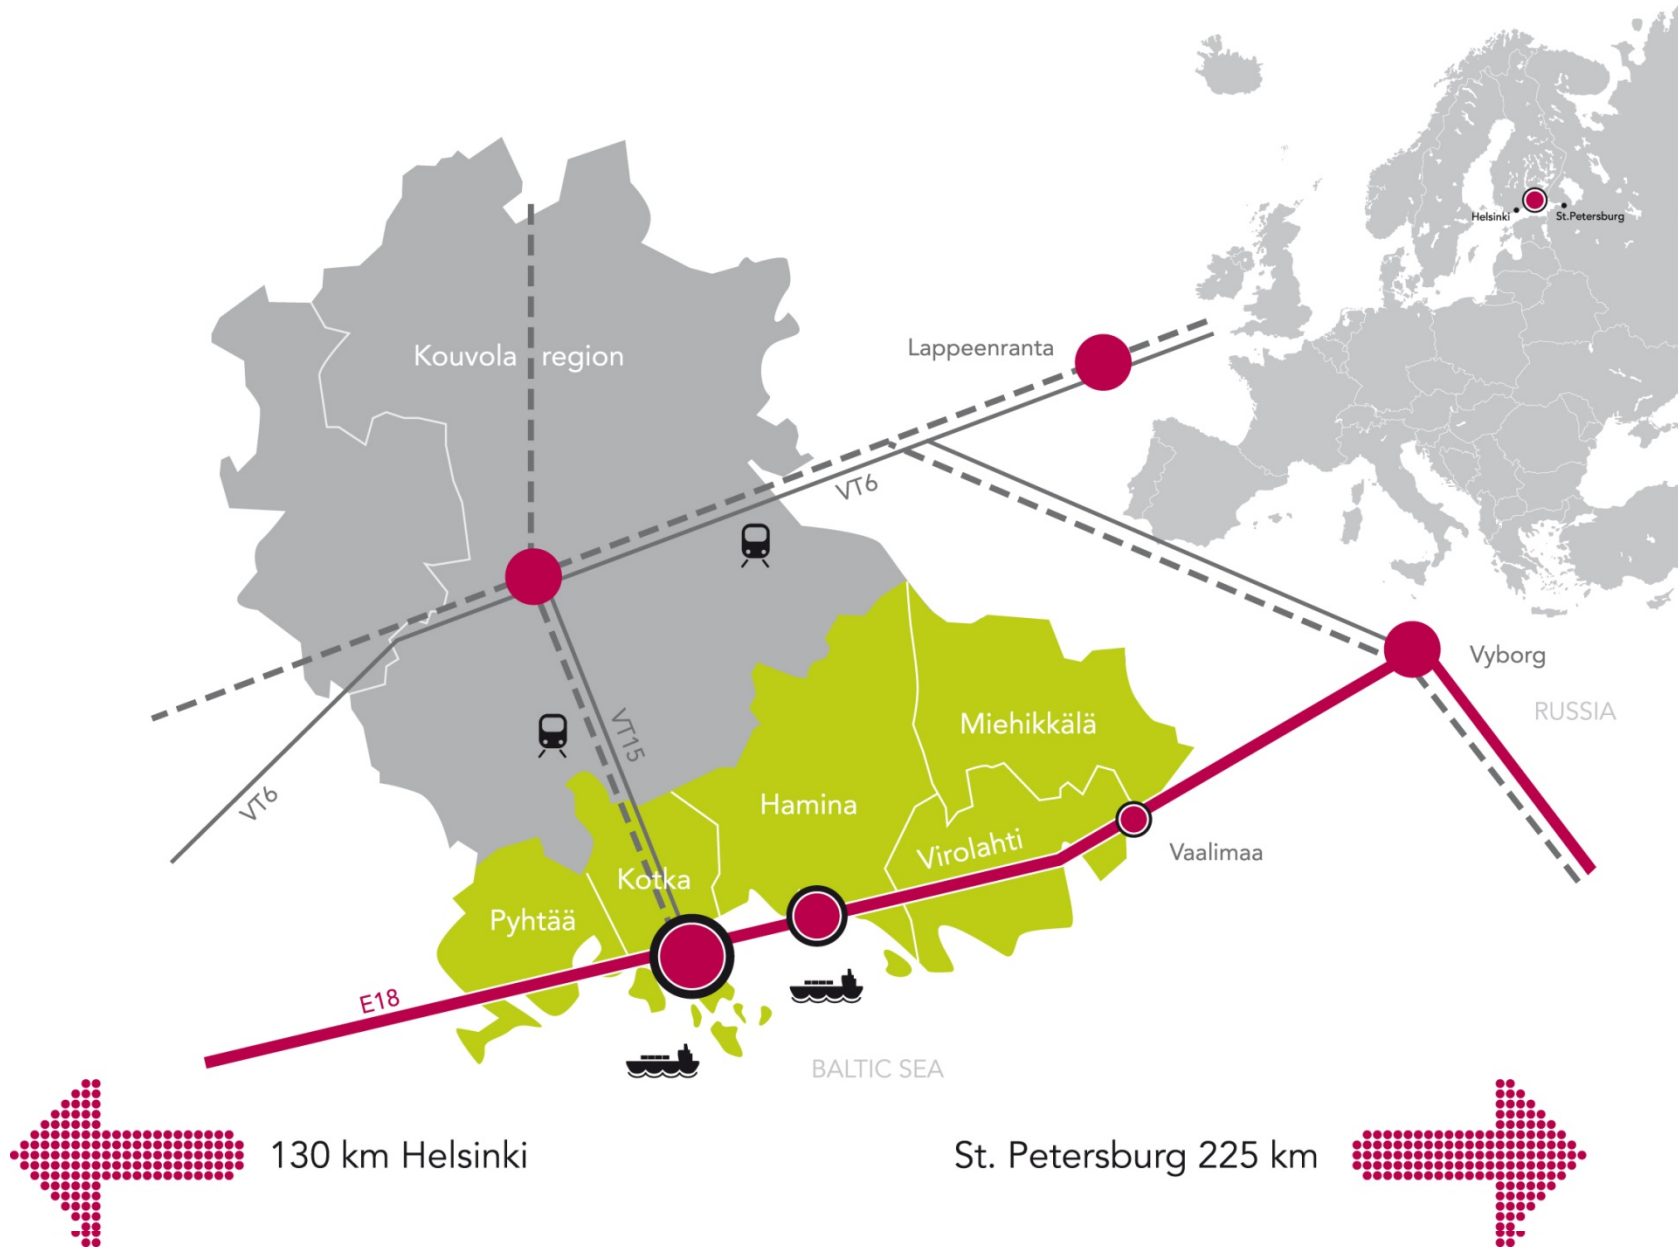 Helsinki
St.Petersburg
Lappeenranta
Kouvola region
VT6
Vyborg
RUSSIA
Miehikkälä
VT15
VT6
Hamina
Virolahti
Vaalimaa
Kotka
Pyhtää
E18
BALTIC SEA
130 km Helsinki
St. Petersburg 225 km